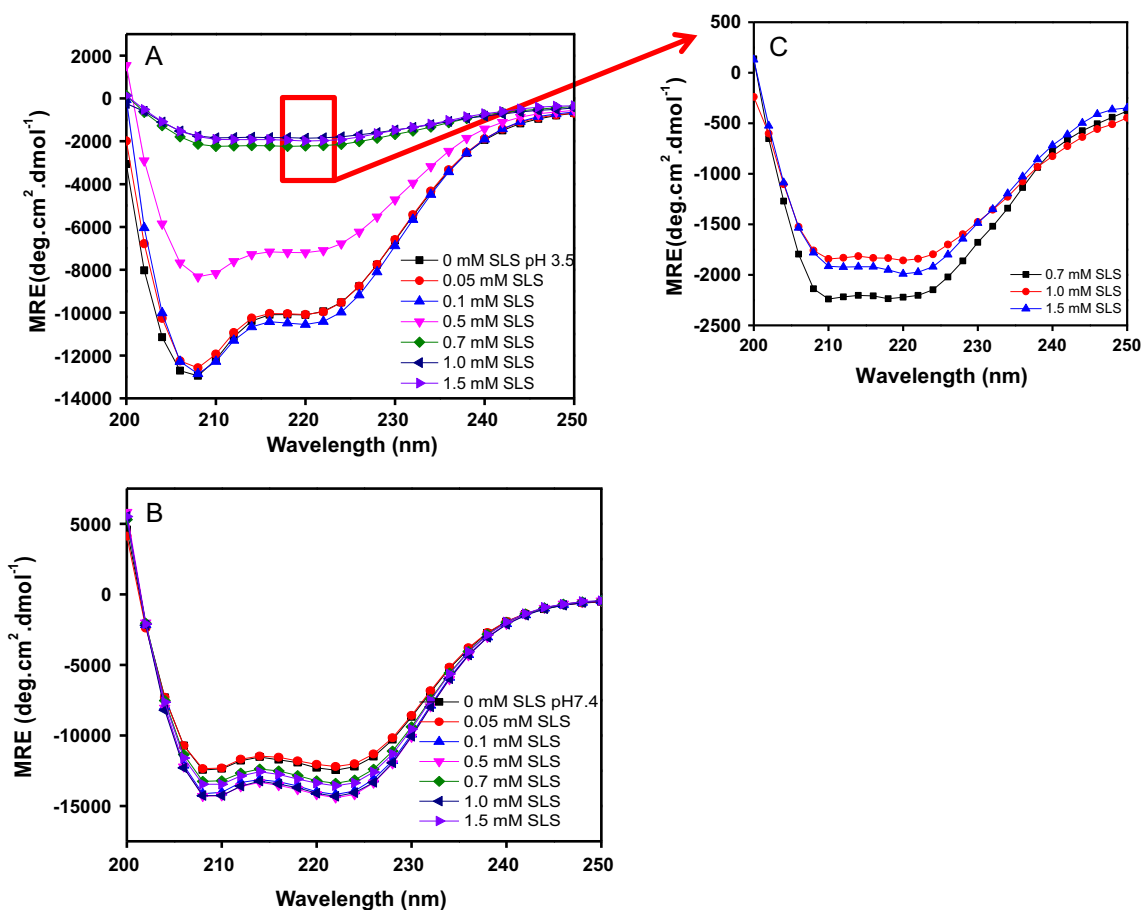 A
2000
0
-2000
-4000
-6000
-8000
-10000
-12000
-14000
MRE(deg.cm².dmol⁻¹)
0 mM SLS pH 3.5
0.05 mM SLS
0.1 mM SLS
0.5 mM SLS
0.7 mM SLS
1.0 mM SLS
1.5 mM SLS
200 210 220 230 240 250
Wavelength (nm)
C
500
0
-500
-1000
-1500
-2000
-2500
MRE(deg.cm².dmol⁻¹)
0.7 mM SLS
1.0 mM SLS
1.5 mM SLS
200 210 220 230 240 250
Wavelength (nm)
B
5000
0
-5000
-10000
-15000
MRE (deg.cm².dmol⁻¹)
0 mM SLS pH7.4
0.05 mM SLS
0.1 mM SLS
0.5 mM SLS
0.7 mM SLS
1.0 mM SLS
1.5 mM SLS
200 210 220 230 240 250
Wavelength (nm)